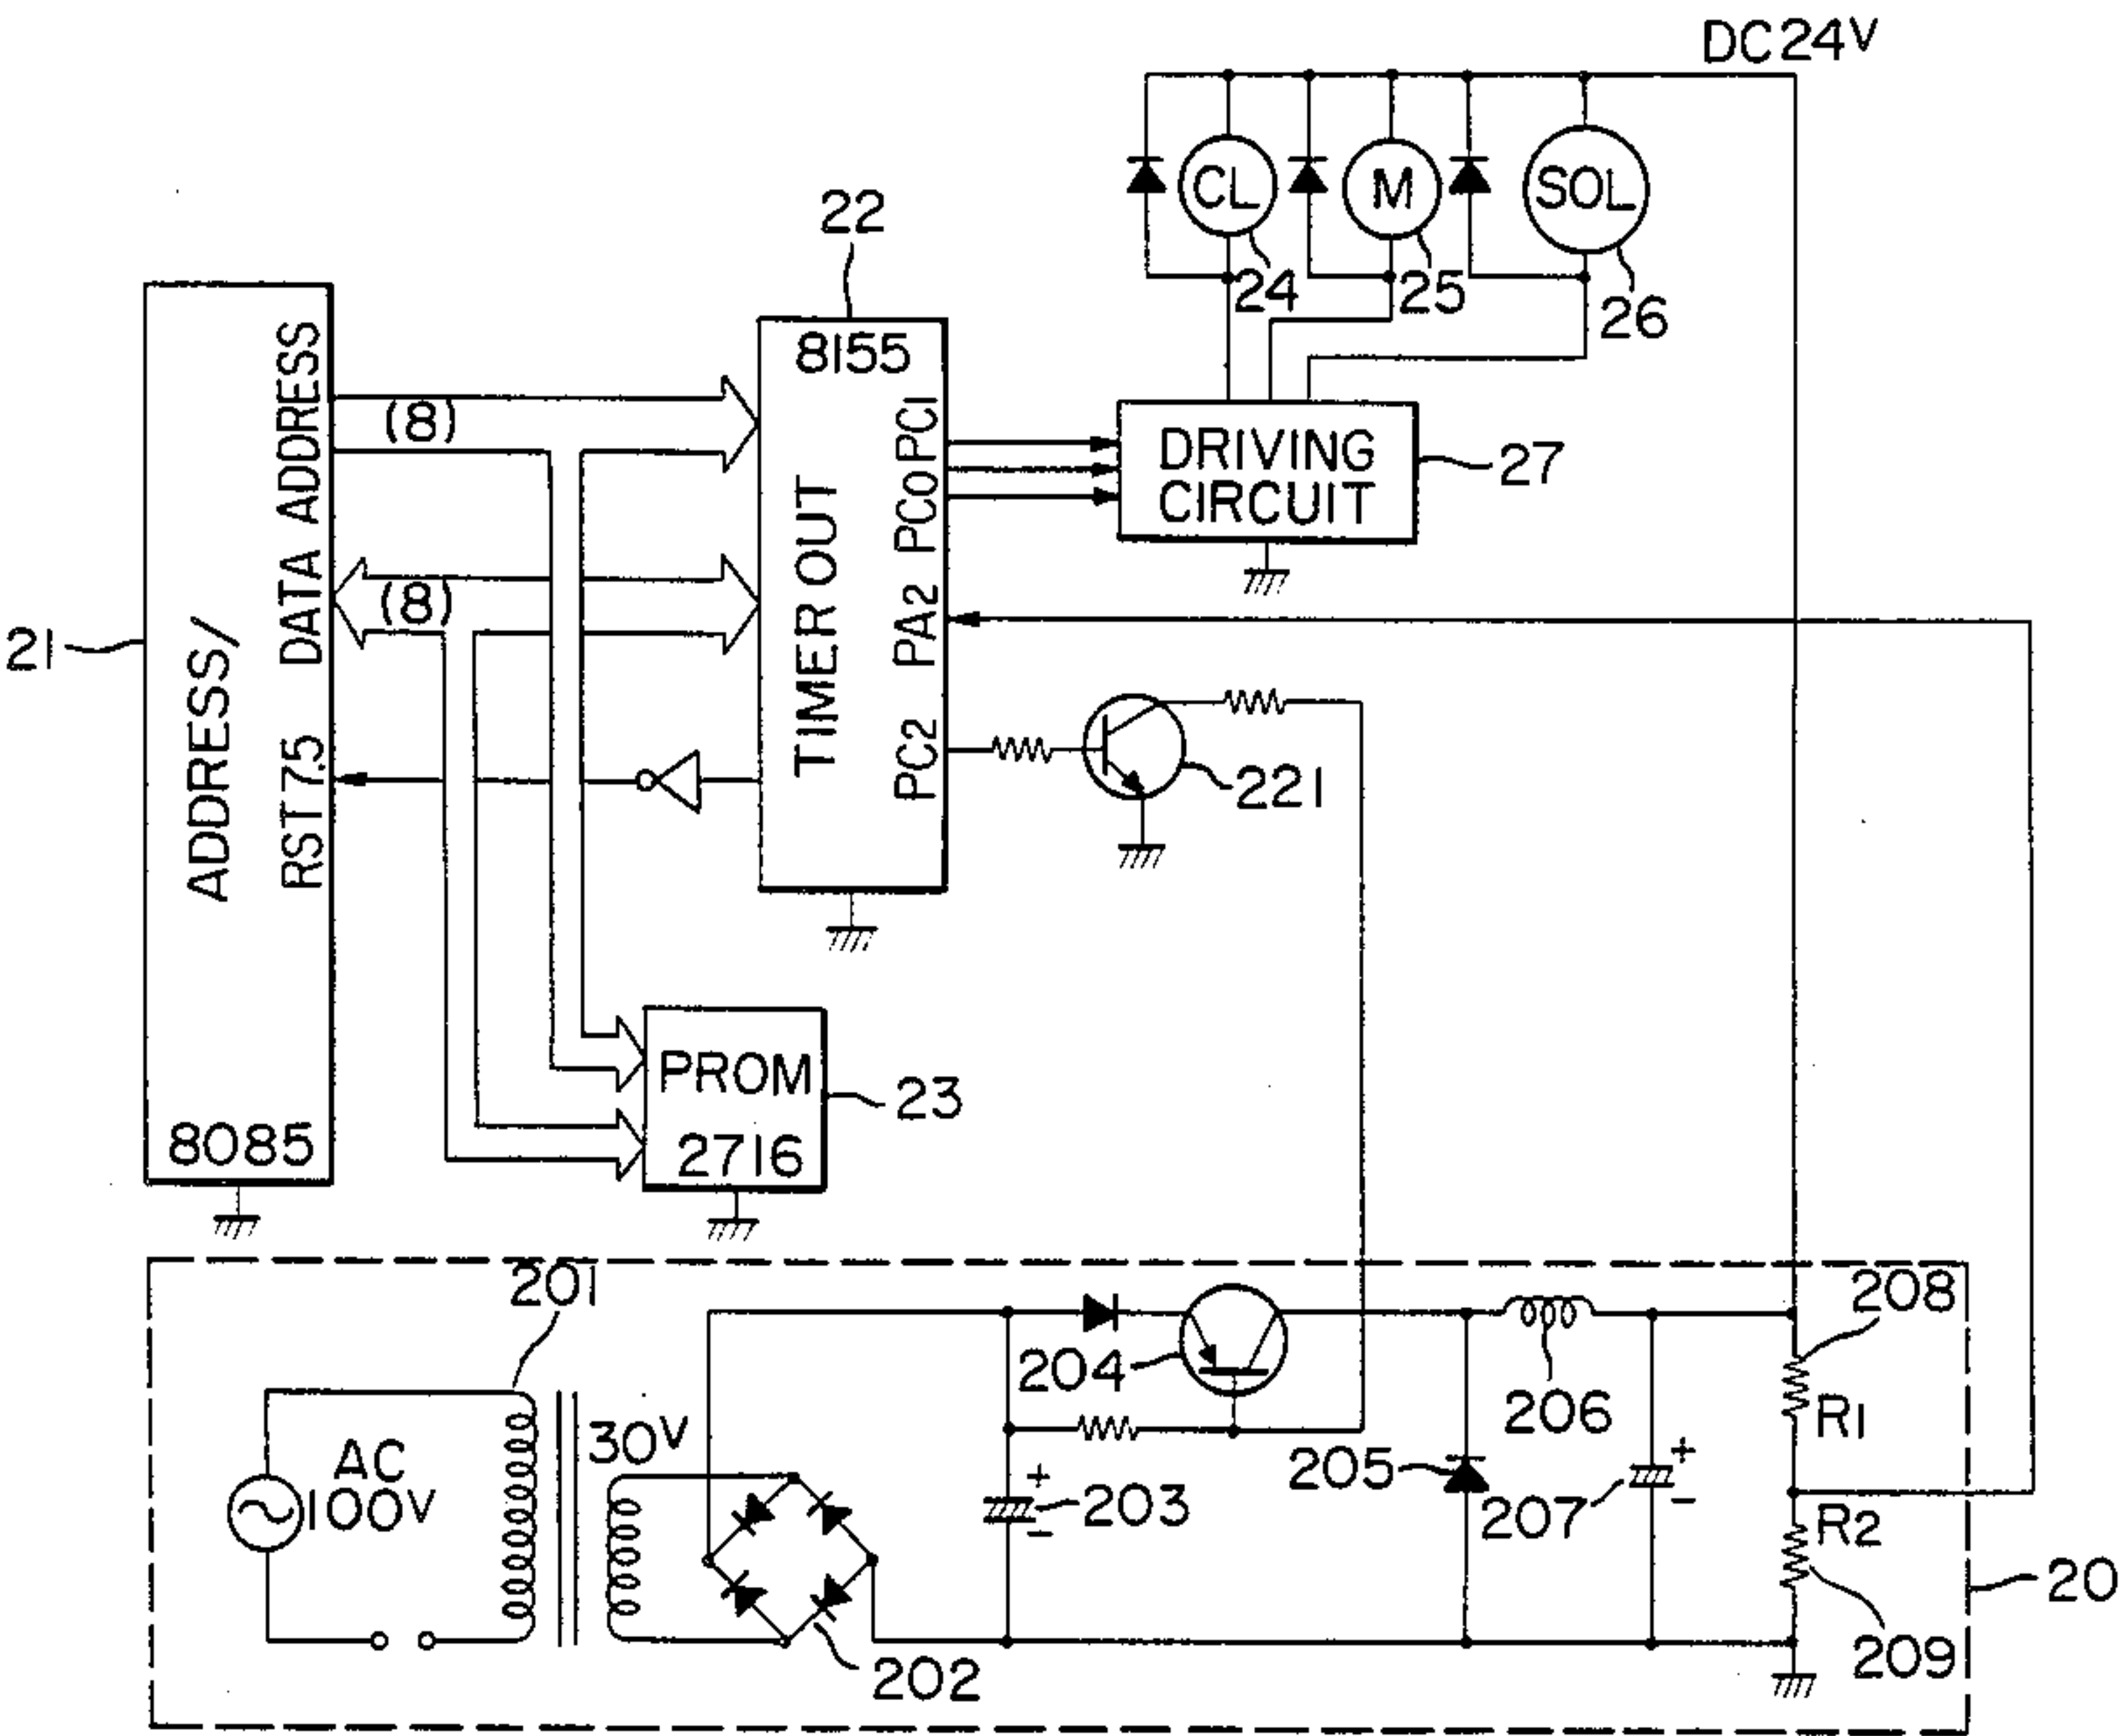 DC24V
CL
M
SOL
24
25
26
22
8155
TIMER OUT
PC1
PC0
PA2
PC2
DRIVING
CIRCUIT
27
21
ADDRESS/
DATA ADDRESS
RST7.5
8085
(8)
(8)
221
PROM
2716
23
201
AC
100V
30V
202
203
204
205
206
207
208
R1
R2
209
20